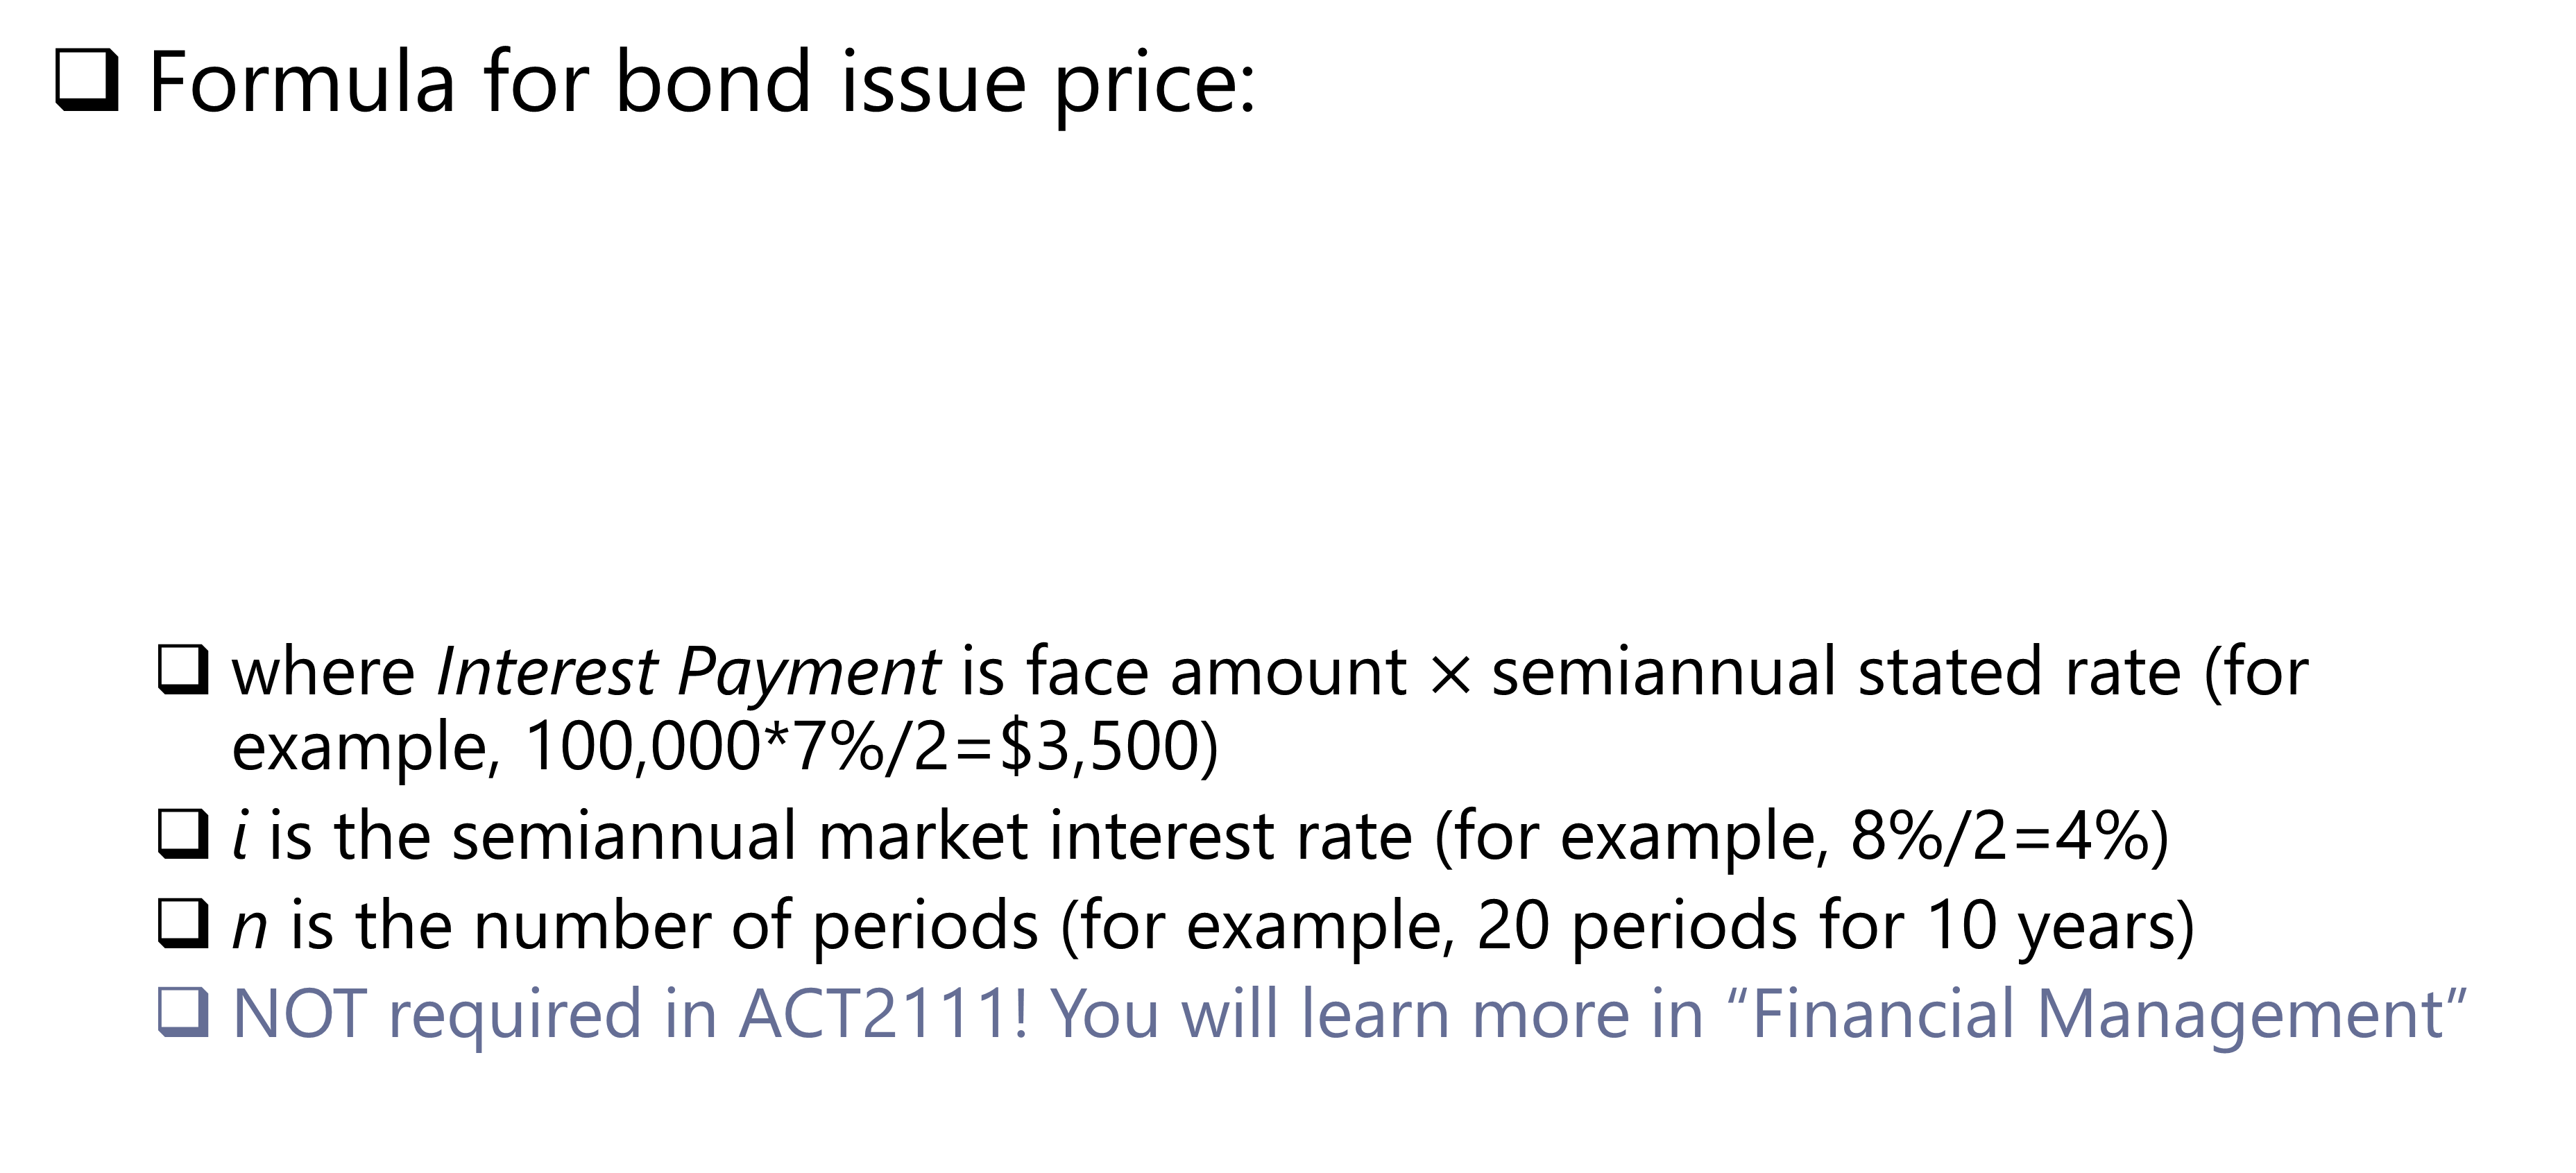 ❑ Formula for bond issue price:
❑ where Interest Payment is face amount × semiannual stated rate (for
example, 100,000*7%/2=$3,500)
❑ i is the semiannual market interest rate (for example, 8%/2=4%)
❑ n is the number of periods (for example, 20 periods for 10 years)
❑ NOT required in ACT2111! You will learn more in “Financial Management”